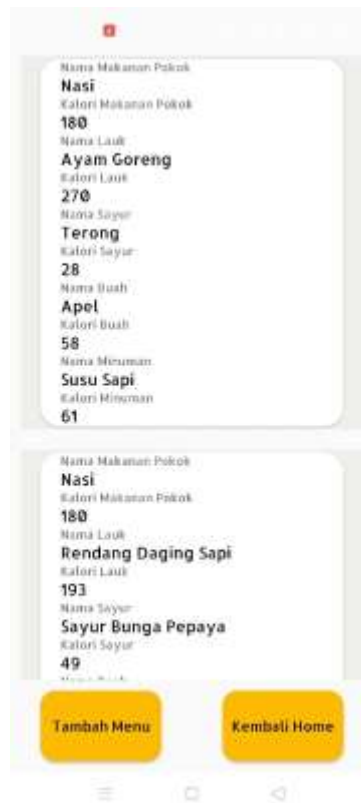 Nama Makanan Pokok
Nasi
Kalori Makanan Pokok
180
Nama Lauk
Ayam Goreng
Kalori Lauk
270
Nama Sayur
Terong
Kalori Sayur
28
Nama Buah
Apel
Kalori Buah
58
Nama Minuman
Susu Sapi
Kalori Minuman
61
Nama Makanan Pokok
Nasi
Kalori Makanan Pokok
180
Nama Lauk
Rendang Daging Sapi
Kalori Lauk
193
Nama Sayur
Sayur Bunga Pepaya
Kalori Sayur
49
Tambah Menu
Kembali Home